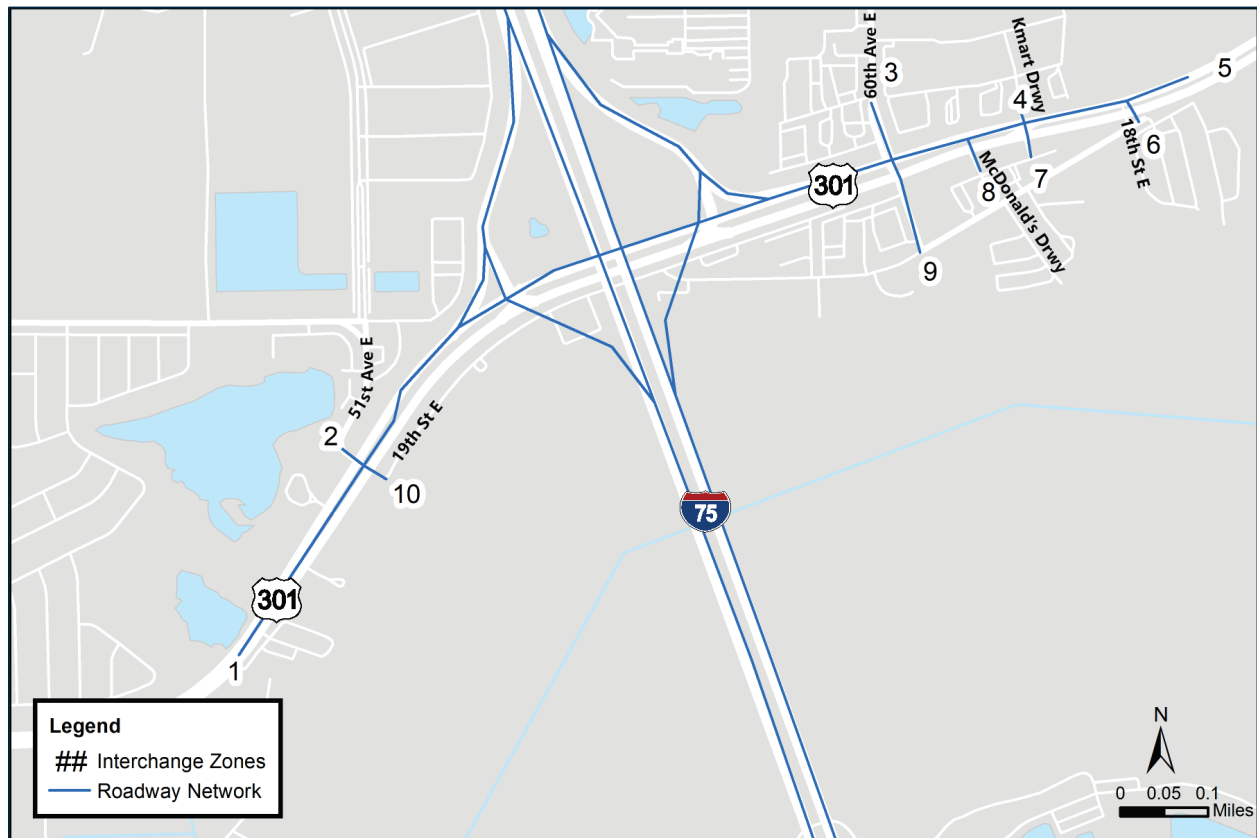 60th Ave E
3
Kmart Drwy
4
5
6
18th St E
7
8
McDonald's Drwy
301
9
51st Ave E
2
19th St E
10
75
301
1
Legend
## Interchange Zones
Roadway Network
N
0 0.05 0.1
Miles